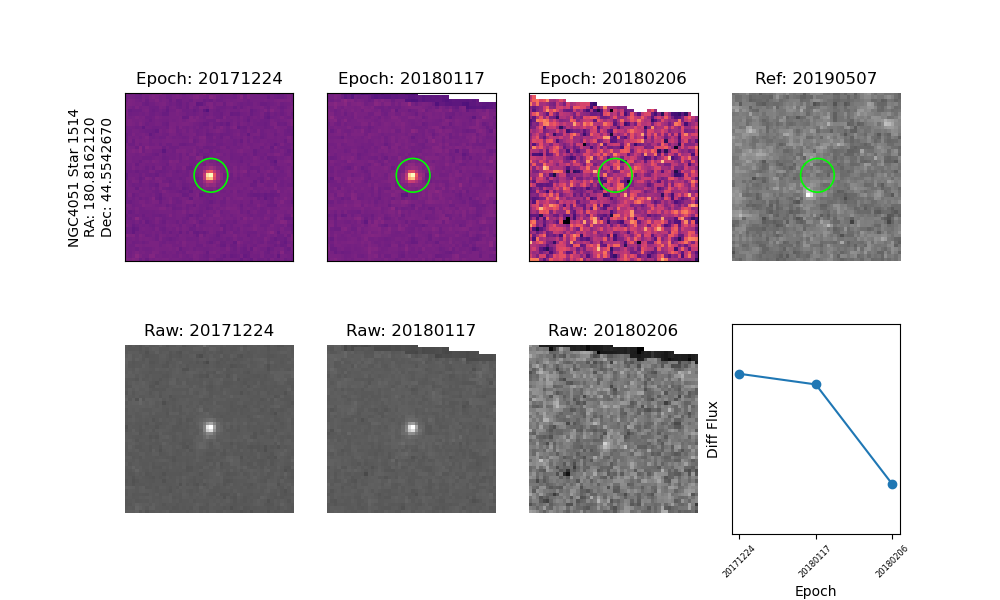 Epoch: 20171224
Epoch: 20180117
Epoch: 20180206
Ref: 20190507
NGC4051 Star 1514
RA: 180.8162120
Dec: 44.5542670
Raw: 20171224
Raw: 20180117
Raw: 20180206
Diff Flux
20171224
20180117
20180206
Epoch